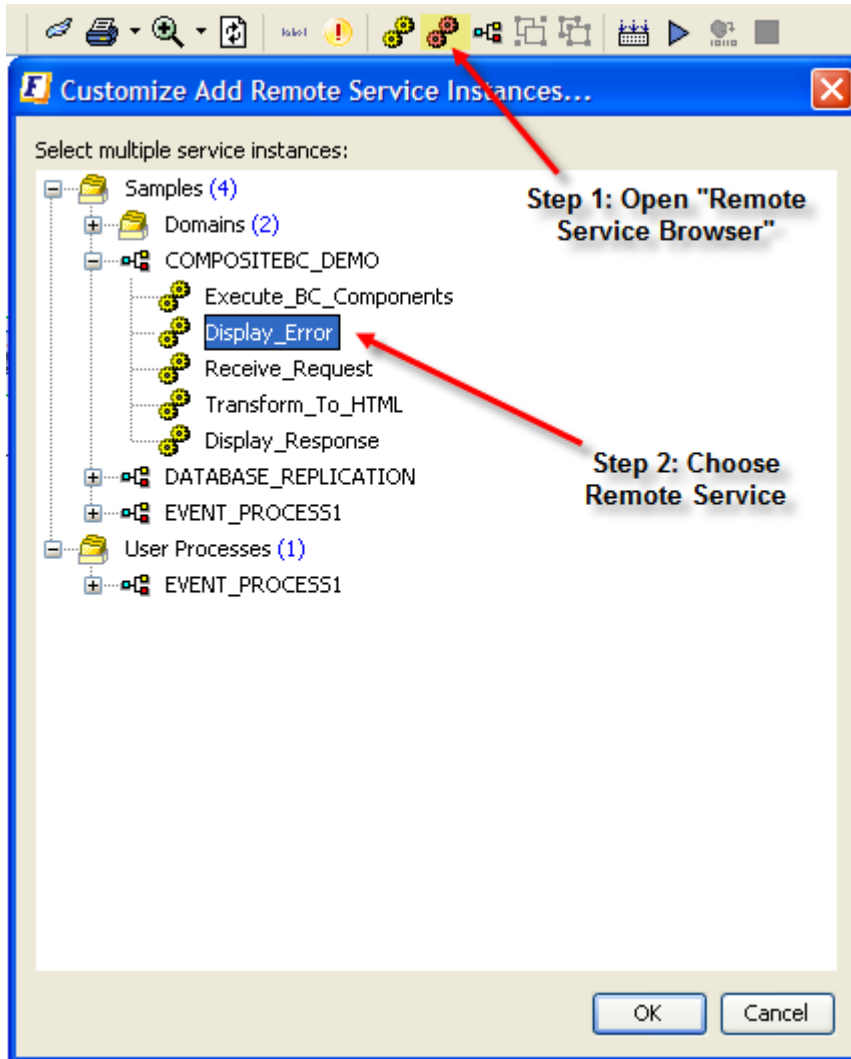 label
Customize Add Remote Service Instances...
Select multiple service instances:
Samples (4)
Step 1: Open "Remote
Service Browser"
Domains (2)
COMPOSITEBC_DEMO
Execute_BC_Components
Display_Error
Receive_Request
Transform_To_HTML
Display_Response
Step 2: Choose
Remote Service
DATABASE_REPLICATION
EVENT_PROCESS1
User Processes (1)
EVENT_PROCESS1
OK
Cancel